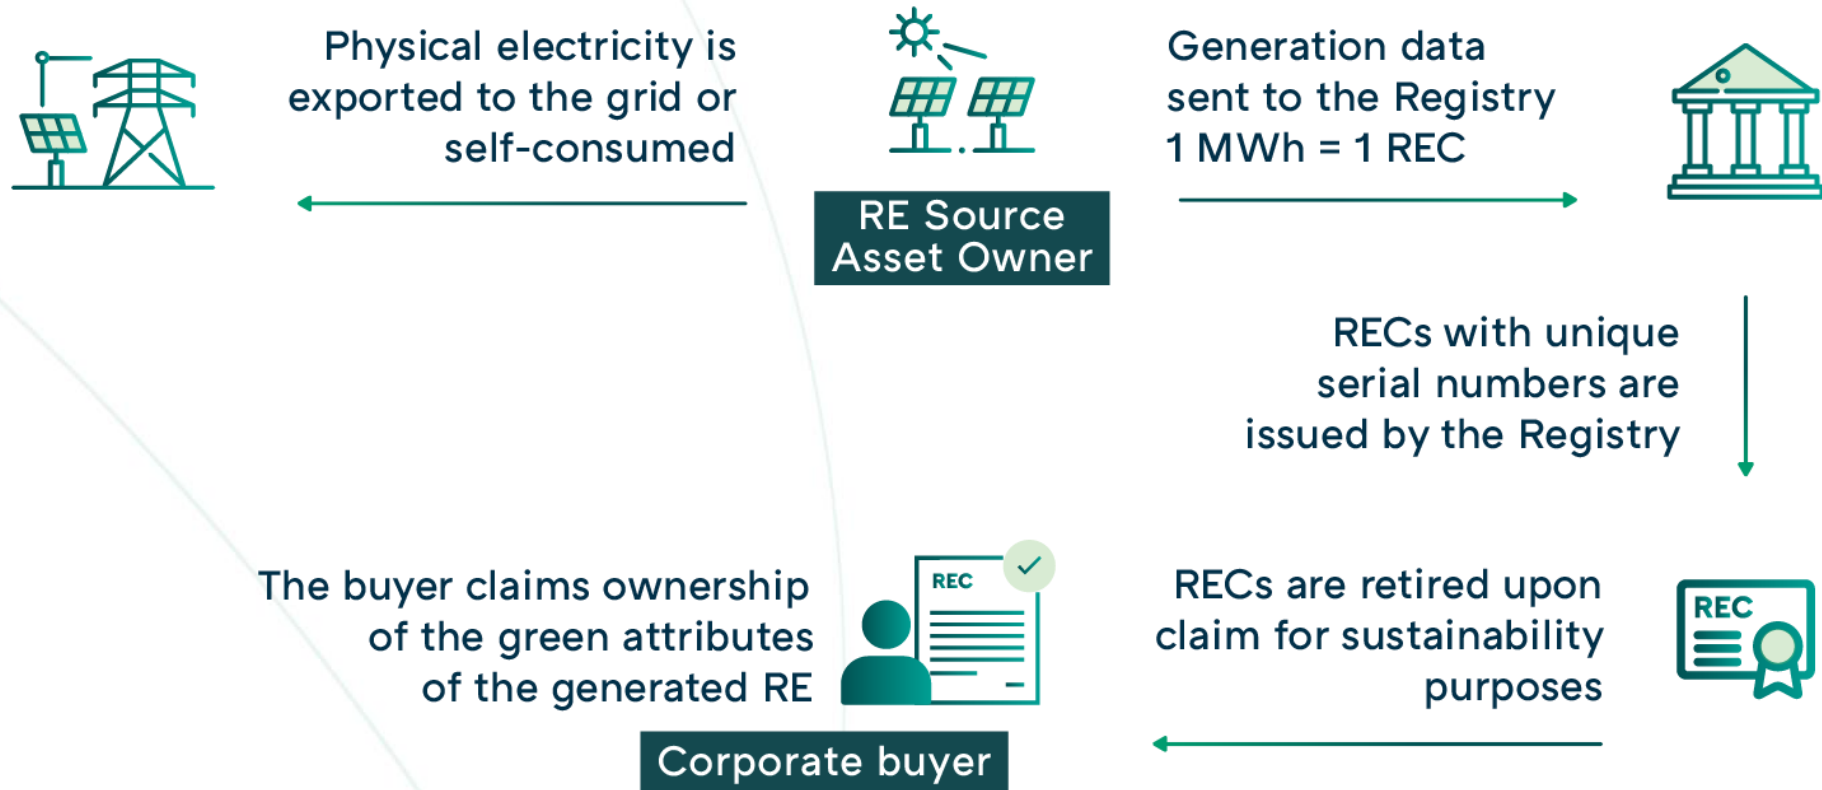 Physical electricity is
exported to the grid or
self-consumed
RE Source
Asset Owner
Generation data
sent to the Registry
1 MWh = 1 REC
RECs with unique
serial numbers are
issued by the Registry
REC
RECs are retired upon
claim for sustainability
purposes
REC
Corporate buyer
The buyer claims ownership
of the green attributes
of the generated RE